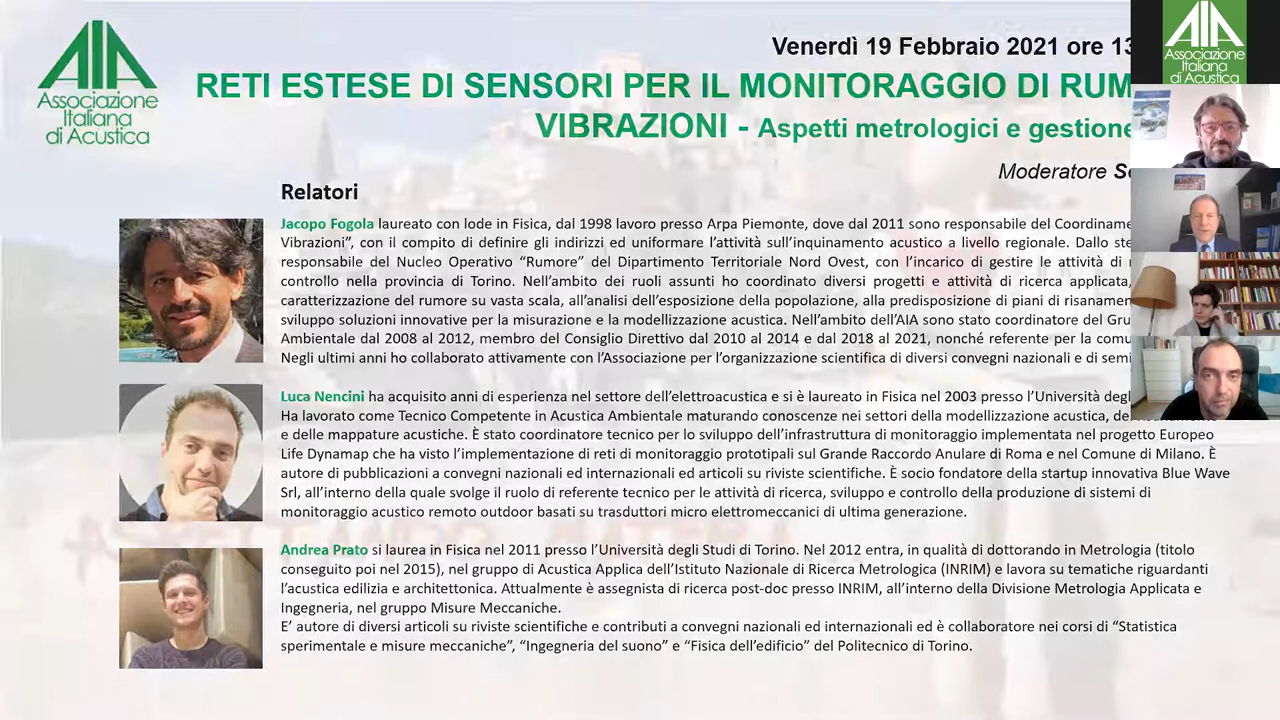 AIA
Associazione
Italiana
di Acustica
Venerdì 19 Febbraio 2021 ore 13
RETI ESTESE DI SENSORI PER IL MONITORAGGIO DI RUM
VIBRAZIONI - Aspetti metrologici e gestione
Moderatore
Relatori
Jacopo Fogola laureato con lode in Fisica, dal 1998 lavoro presso Arpa Piemonte, dove dal 2011 sono responsabile del Coordiname
Vibrazioni”, con il compito di definire gli indirizzi ed uniformare l’attività sull’inquinamento acustico a livello regionale. Dallo ste
responsabile del Nucleo Operativo “Rumore” del Dipartimento Territoriale Nord Ovest, con l’incarico di gestire le attività di
controllo nella provincia di Torino. Nell’ambito dei ruoli assunti ho coordinato diversi progetti e attività di ricerca applicata,
caratterizzazione del rumore su vasta scala, all’analisi dell’esposizione della popolazione, alla predisposizione di piani di risanamen
sviluppo soluzioni innovative per la misurazione e la modellizzazione acustica. Nell’ambito dell’AIA sono stato coordinatore del Gru
Ambientale dal 2008 al 2012, membro del Consiglio Direttivo dal 2010 al 2014 e dal 2018 al 2021, nonché referente per la comu
Negli ultimi anni ho collaborato attivamente con l’Associazione per l’organizzazione scientifica di diversi convegni nazionali e di semi
Luca Nencini ha acquisito anni di esperienza nel settore dell’elettroacustica e si è laureato in Fisica nel 2003 presso l’Università degl
Ha lavorato come Tecnico Competente in Acustica Ambientale maturando conoscenze nei settori della modellizzazione acustica, de
e delle mappature acustiche. È stato coordinatore tecnico per lo sviluppo dell’infrastruttura di monitoraggio implementata nel progetto Europeo
Life Dynamap che ha visto l’implementazione di reti di monitoraggio prototipali sul Grande Raccordo Anulare di Roma e nel Comune di Milano. È
autore di pubblicazioni a convegni nazionali ed internazionali ed articoli su riviste scientifiche. È socio fondatore della startup innovativa Blue Wave
Srl, all’interno della quale svolge il ruolo di referente tecnico per le attività di ricerca, sviluppo e controllo della produzione di sistemi di
monitoraggio acustico remoto outdoor basati su trasduttori micro elettromeccanici di ultima generazione.
Andrea Prato si laurea in Fisica nel 2011 presso l’Università degli Studi di Torino. Nel 2012 entra, in qualità di dottorando in Metrologia (titolo
conseguito poi nel 2015), nel gruppo di Acustica Applica dell’Istituto Nazionale di Ricerca Metrologica (INRIM) e lavora su tematiche riguardanti
l’acustica edilizia e architettonica. Attualmente è assegnista di ricerca post-doc presso INRIM, all’interno della Divisione Metrologia Applicata e
Ingegneria, nel gruppo Misure Meccaniche.
E’ autore di diversi articoli su riviste scientifiche e contributi a convegni nazionali ed internazionali ed è collaboratore nei corsi di “Statistica
sperimentale e misure meccaniche”, “Ingegneria del suono” e “Fisica dell’edificio” del Politecnico di Torino.
AIA
Associazione
Italiana
di Acustica